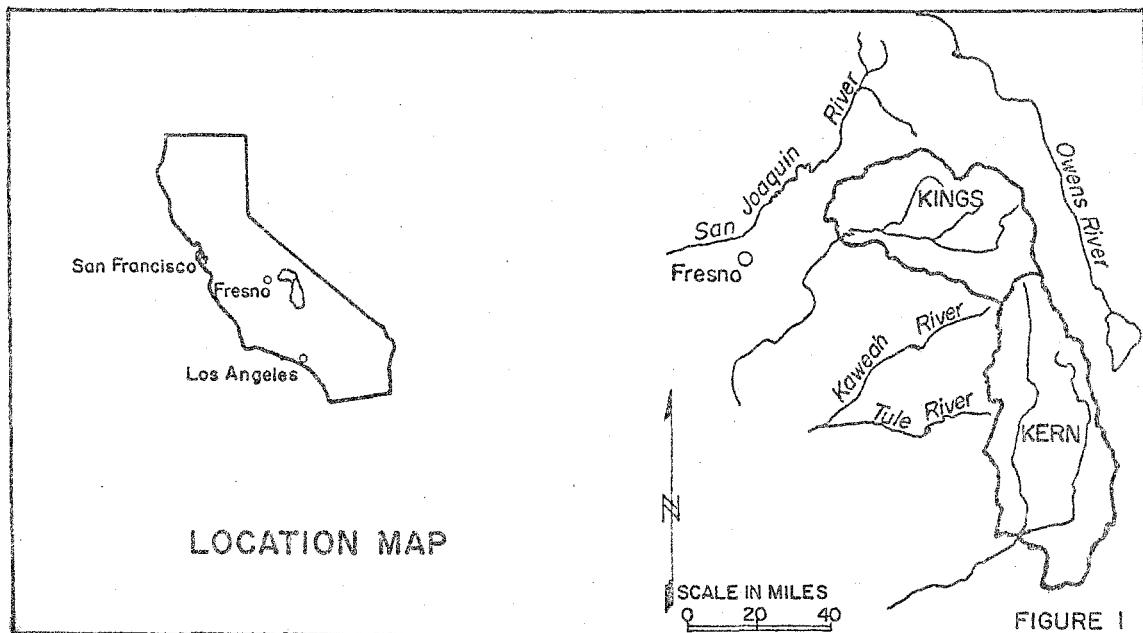 San Francisco
Fresno
Los Angeles
LOCATION MAP
San Joaquin River
Fresno
KINGS
Owens River
Kaweah River
Tule River
KERN
N
SCALE IN MILES
0 20 40
FIGURE 1